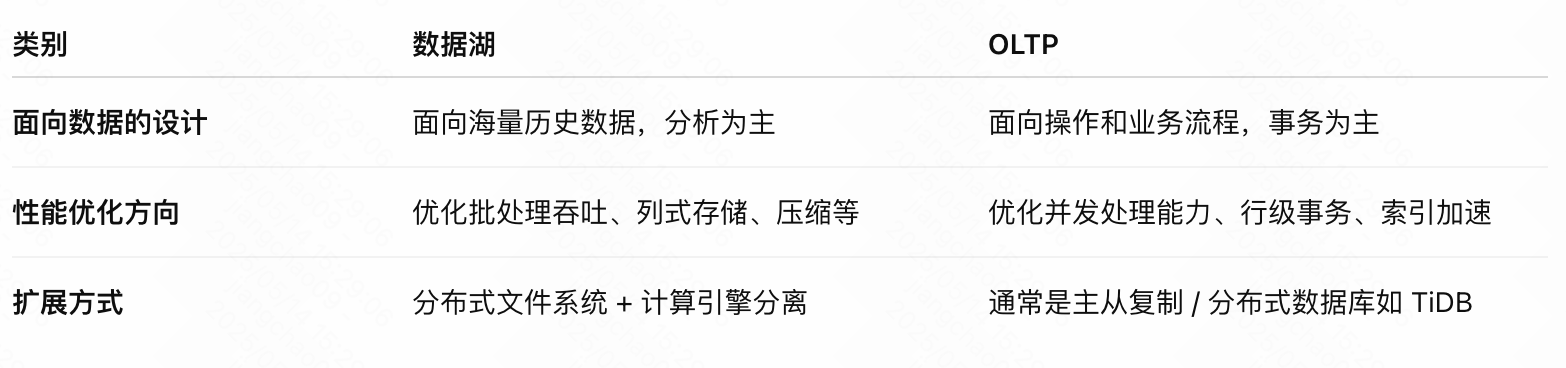 类别 数据湖 OLTP
面向数据的设计 面向海量历史数据，分析为主 面向操作和业务流程，事务为主
性能优化方向 优化批处理吞吐、列式存储、压缩等 优化并发处理能力、行级事务、索引加速
扩展方式 分布式文件系统 + 计算引擎分离 通常是主从复制 / 分布式数据库如 TiDB